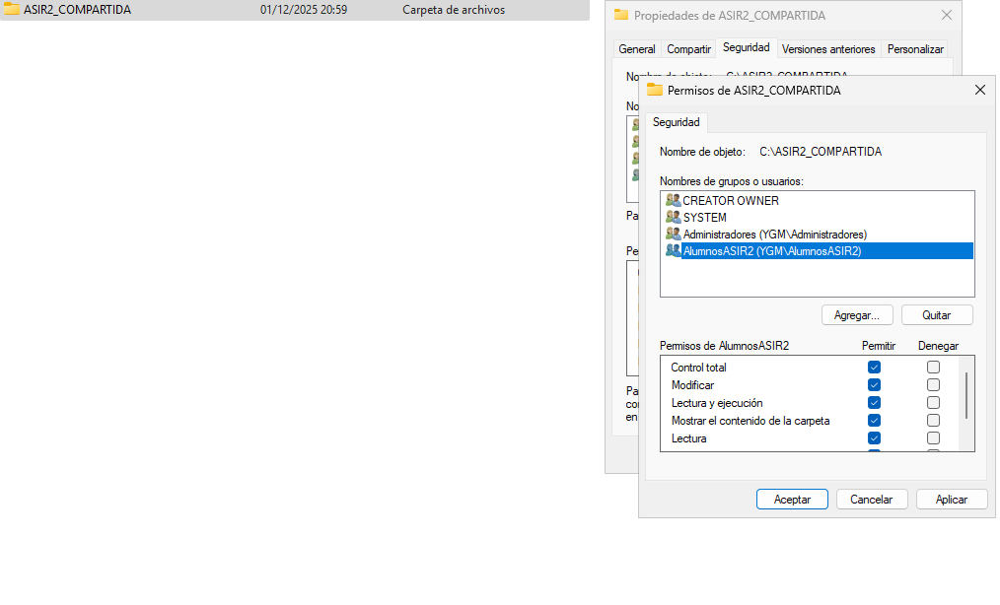 ASIR2_COMPARTIDA 01/12/2025 20:59 Carpeta de archivos
Propiedades de ASIR2_COMPARTIDA
General Compartir Seguridad Versiones anteriores Personalizar
Permisos de ASIR2_COMPARTIDA
Seguridad
Nombre de objeto: C:\ASIR2_COMPARTIDA
Nombres de grupos o usuarios:
CREATOR OWNER
SYSTEM
Administradores (YGM\Administradores)
AlumnosASIR2 (YGM\AlumnosASIR2)
Agregar... Quitar
Permisos de AlumnosASIR2 Permitir Denegar
Control total
Modificar
Lectura y ejecución
Mostrar el contenido de la carpeta
Lectura
Aceptar Cancelar Aplicar